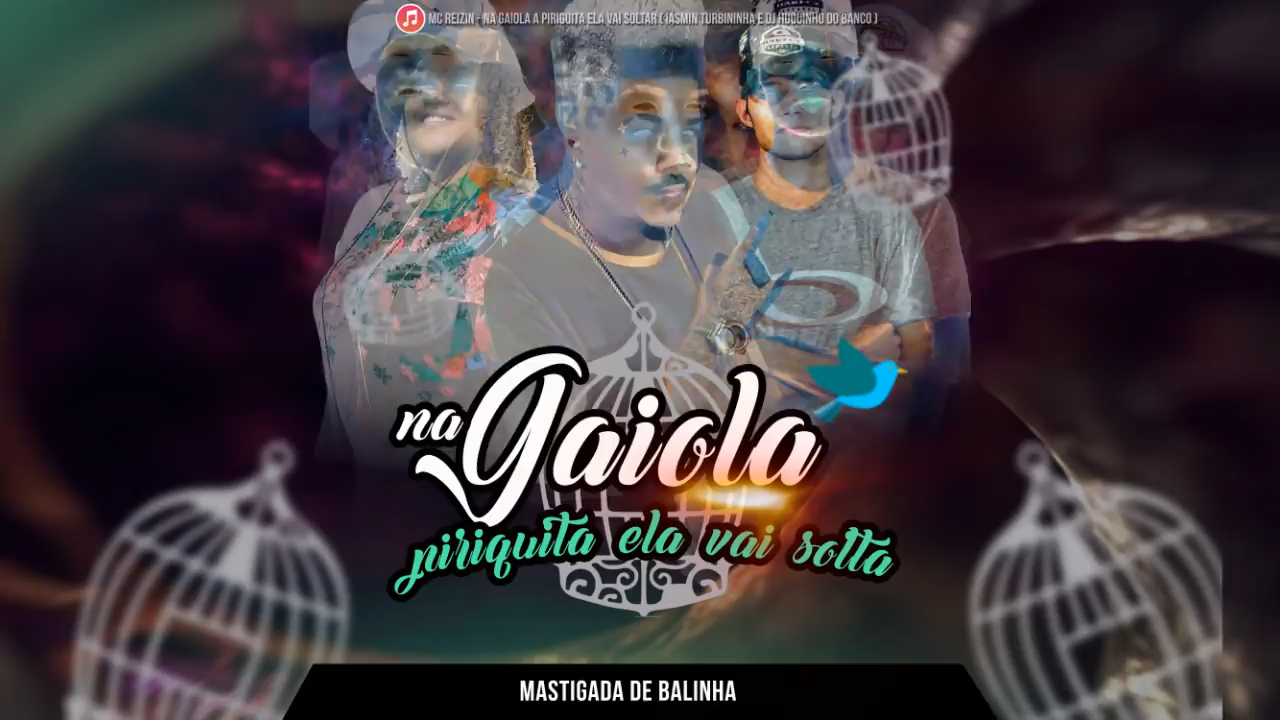 MC REIZIN - NA GAIOLA A PIRIGUITA ELA VAI SOLTAR ( IASMIN TURBININHA E DJ HUGUINHO DO BANCO )
na Gaiola
piriquita ela vai solta
MASTIGADA DE BALINHA